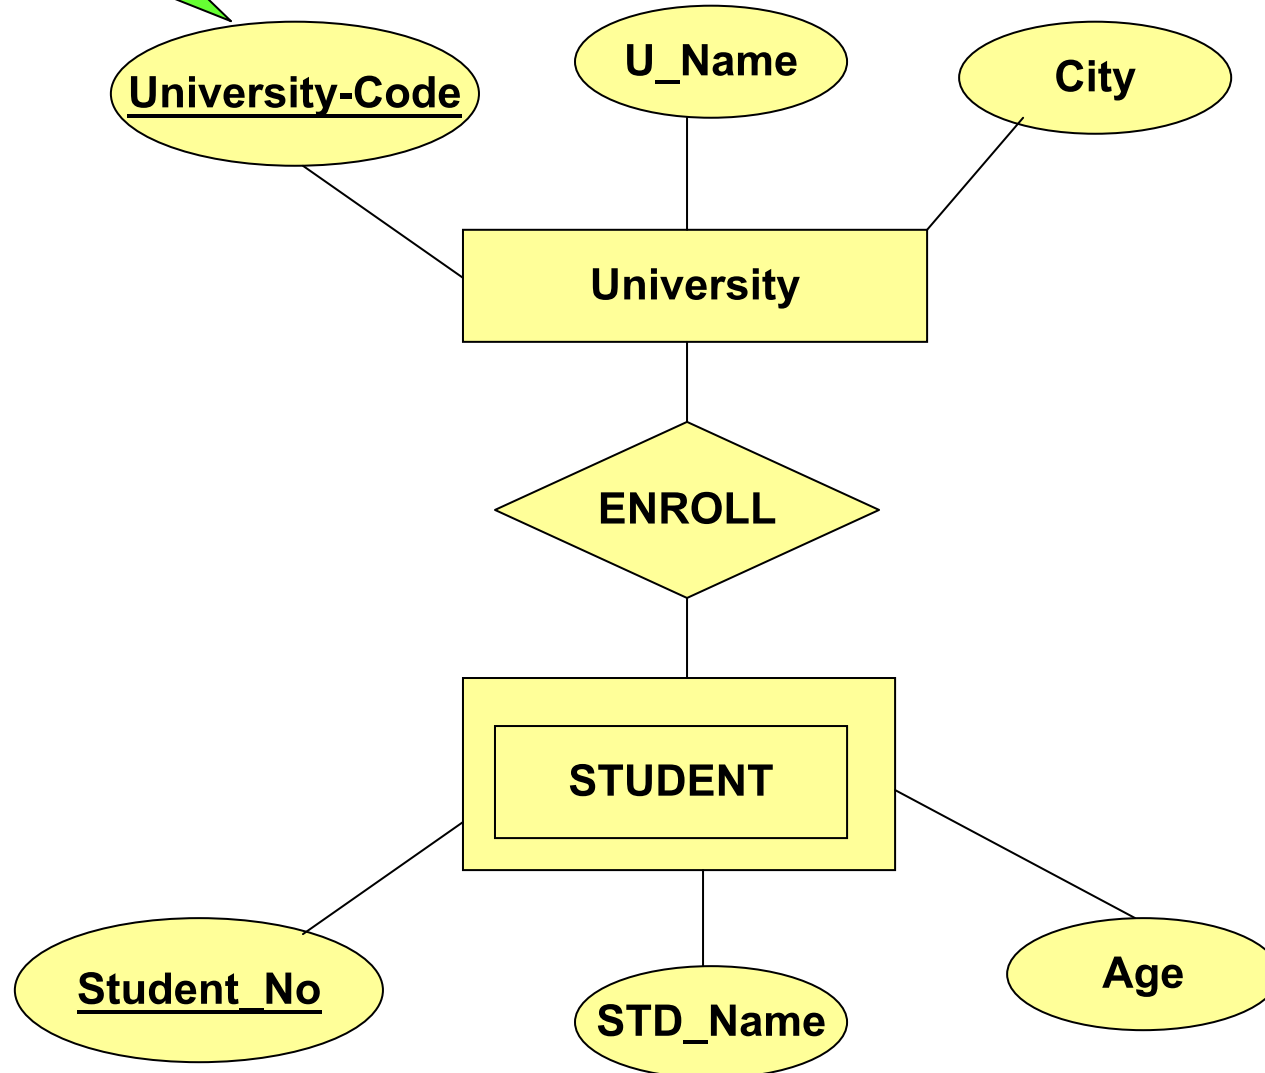 University-Code
U_Name
City
University
ENROLL
STUDENT
Student_No
STD_Name
Age